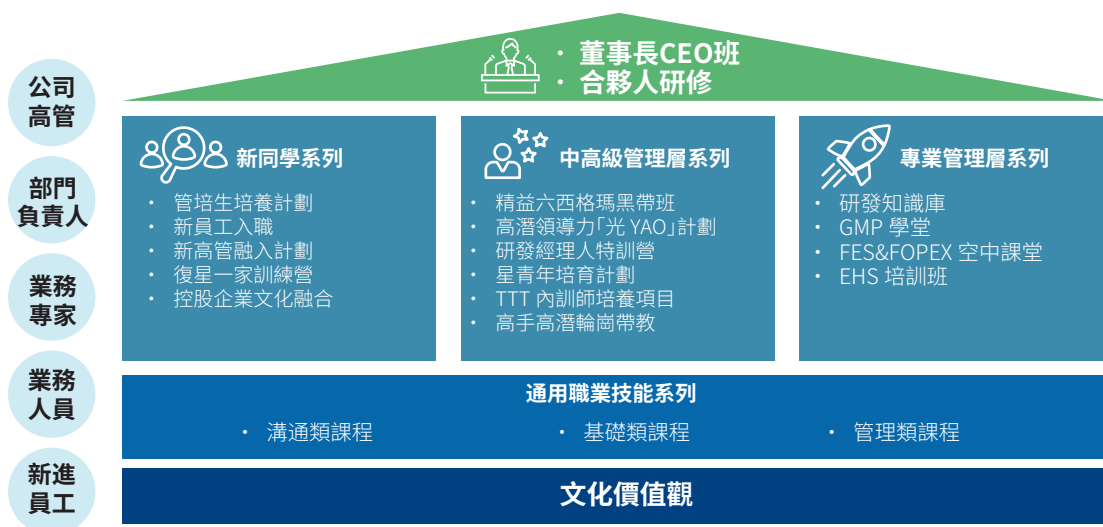 · 董事長CEO班
· 合夥人研修
公司
高管
部門
負責人
業務
專家
業務
人員
新進
員工
新同學系列
· 管培生培養計劃
· 新員工入職
· 新高管融入計劃
· 復星一家訓練營
· 控股企業文化融合
中高級管理層系列
· 精益六西格瑪黑帶班
· 高潛領導力「光 YAO」計劃
· 研發經理人特訓營
· 星青年培育計劃
· TTT 內訓師培養項目
· 高手高潛輪崗帶教
專業管理層系列
· 研發知識庫
· GMP 學堂
· FES&FOPEX 空中課堂
· EHS 培訓班
通用職業技能系列
· 溝通類課程 · 基礎類課程 · 管理類課程
文化價值觀